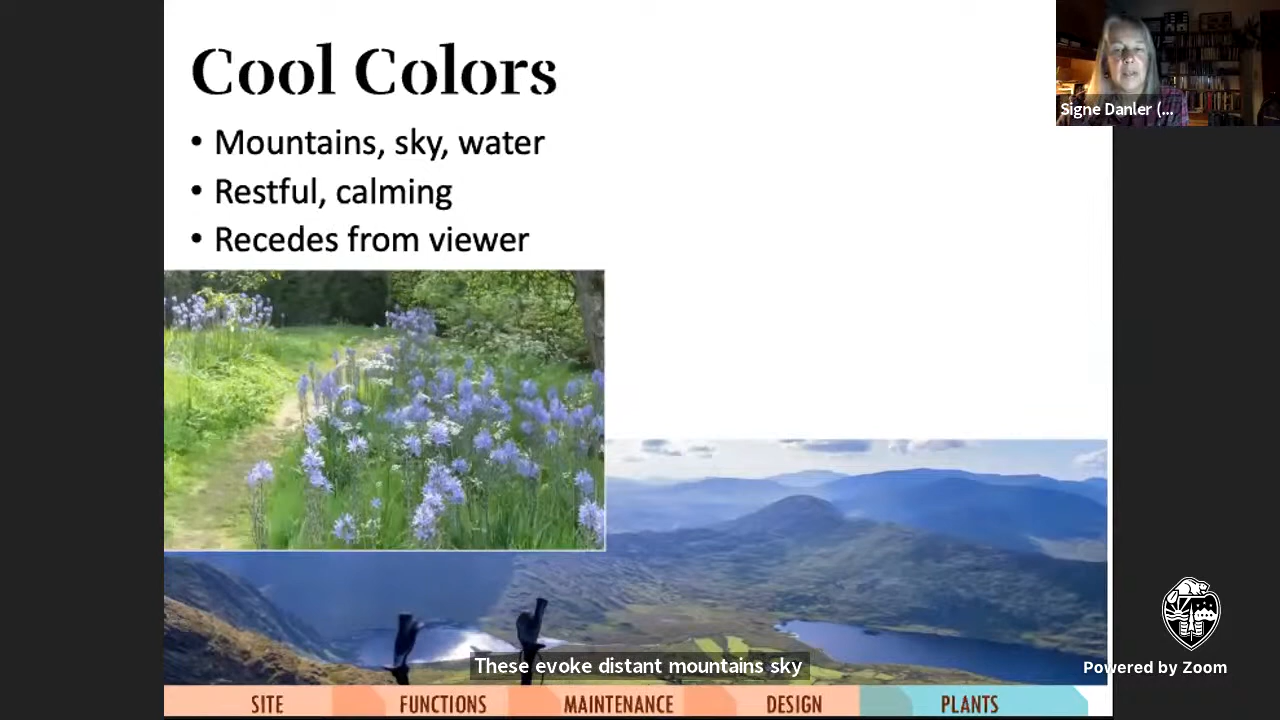 Cool Colors
• Mountains, sky, water
• Restful, calming
• Recedes from viewer
Signe Danler (...
These evoke distant mountains sky
Powered by Zoom
SITE FUNCTIONS MAINTENANCE DESIGN PLANTS